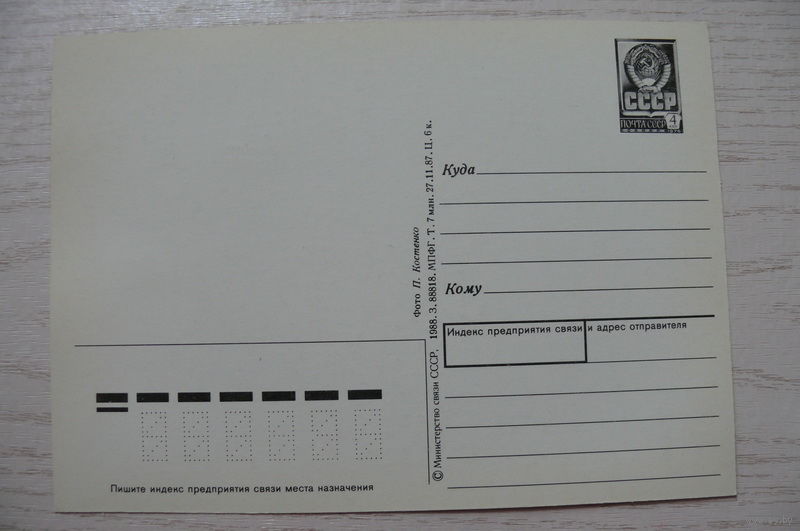 СССР
ПОЧТА СССР 4
Куда
Кому
Индекс предприятия связи и адрес отправителя
Фото П. Костенко
© Министерство связи СССР, 1988. З. 88818. МПФГ. Т. 7 млн. 27.11.87. Ц. 6 к.
Пишите индекс предприятия связи места назначения